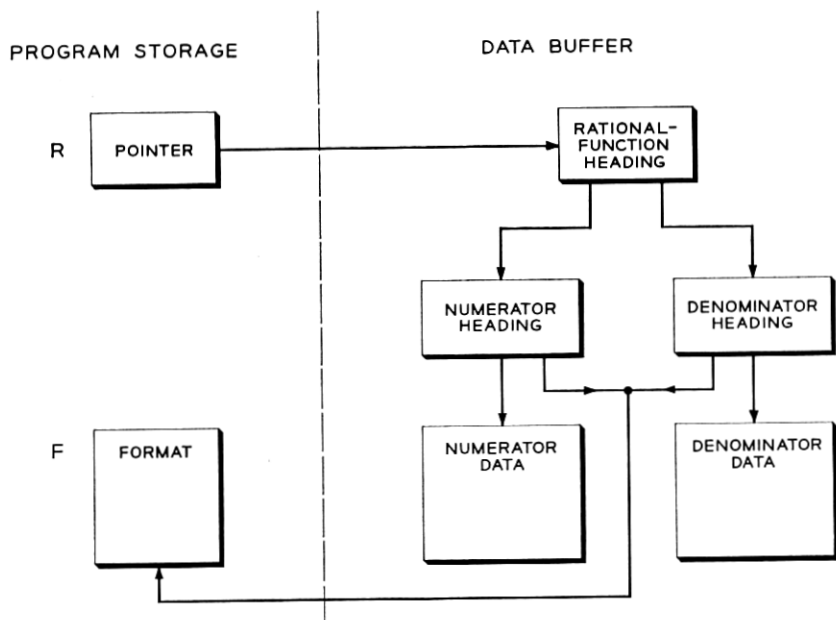 PROGRAM STORAGE
DATA BUFFER
R
POINTER
RATIONAL-
FUNCTION
HEADING
NUMERATOR
HEADING
DENOMINATOR
HEADING
F
FORMAT
NUMERATOR
DATA
DENOMINATOR
DATA